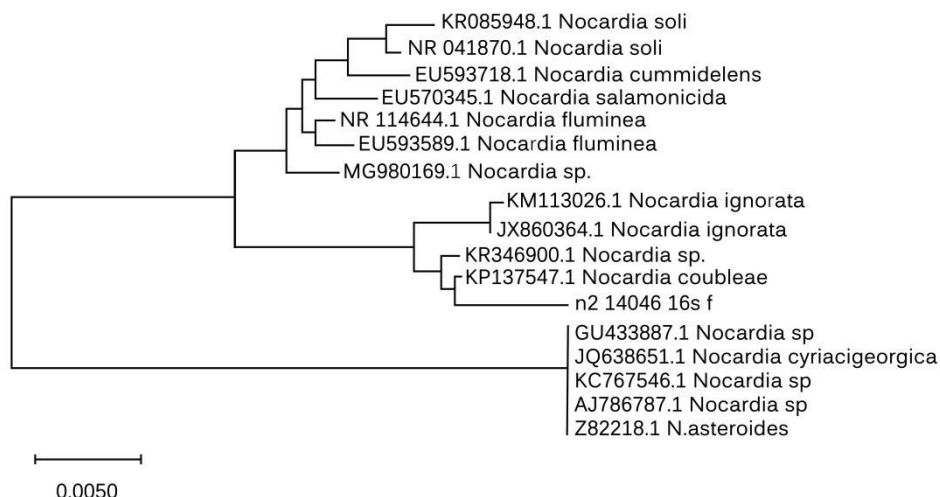 KR085948.1 Nocardia soli
NR 041870.1 Nocardia soli
EU593718.1 Nocardia cummidelens
EU570345.1 Nocardia salamonicida
NR 114644.1 Nocardia fluminea
EU593589.1 Nocardia fluminea
MG980169.1 Nocardia sp.
KM113026.1 Nocardia ignorata
JX860364.1 Nocardia ignorata
KR346900.1 Nocardia sp.
KP137547.1 Nocardia coubleae
n2 14046 16s f
GU433887.1 Nocardia sp
JQ638651.1 Nocardia cyriacigeorgica
KC767546.1 Nocardia sp
AJ786787.1 Nocardia sp
Z82218.1 N.asteroides
0.0050